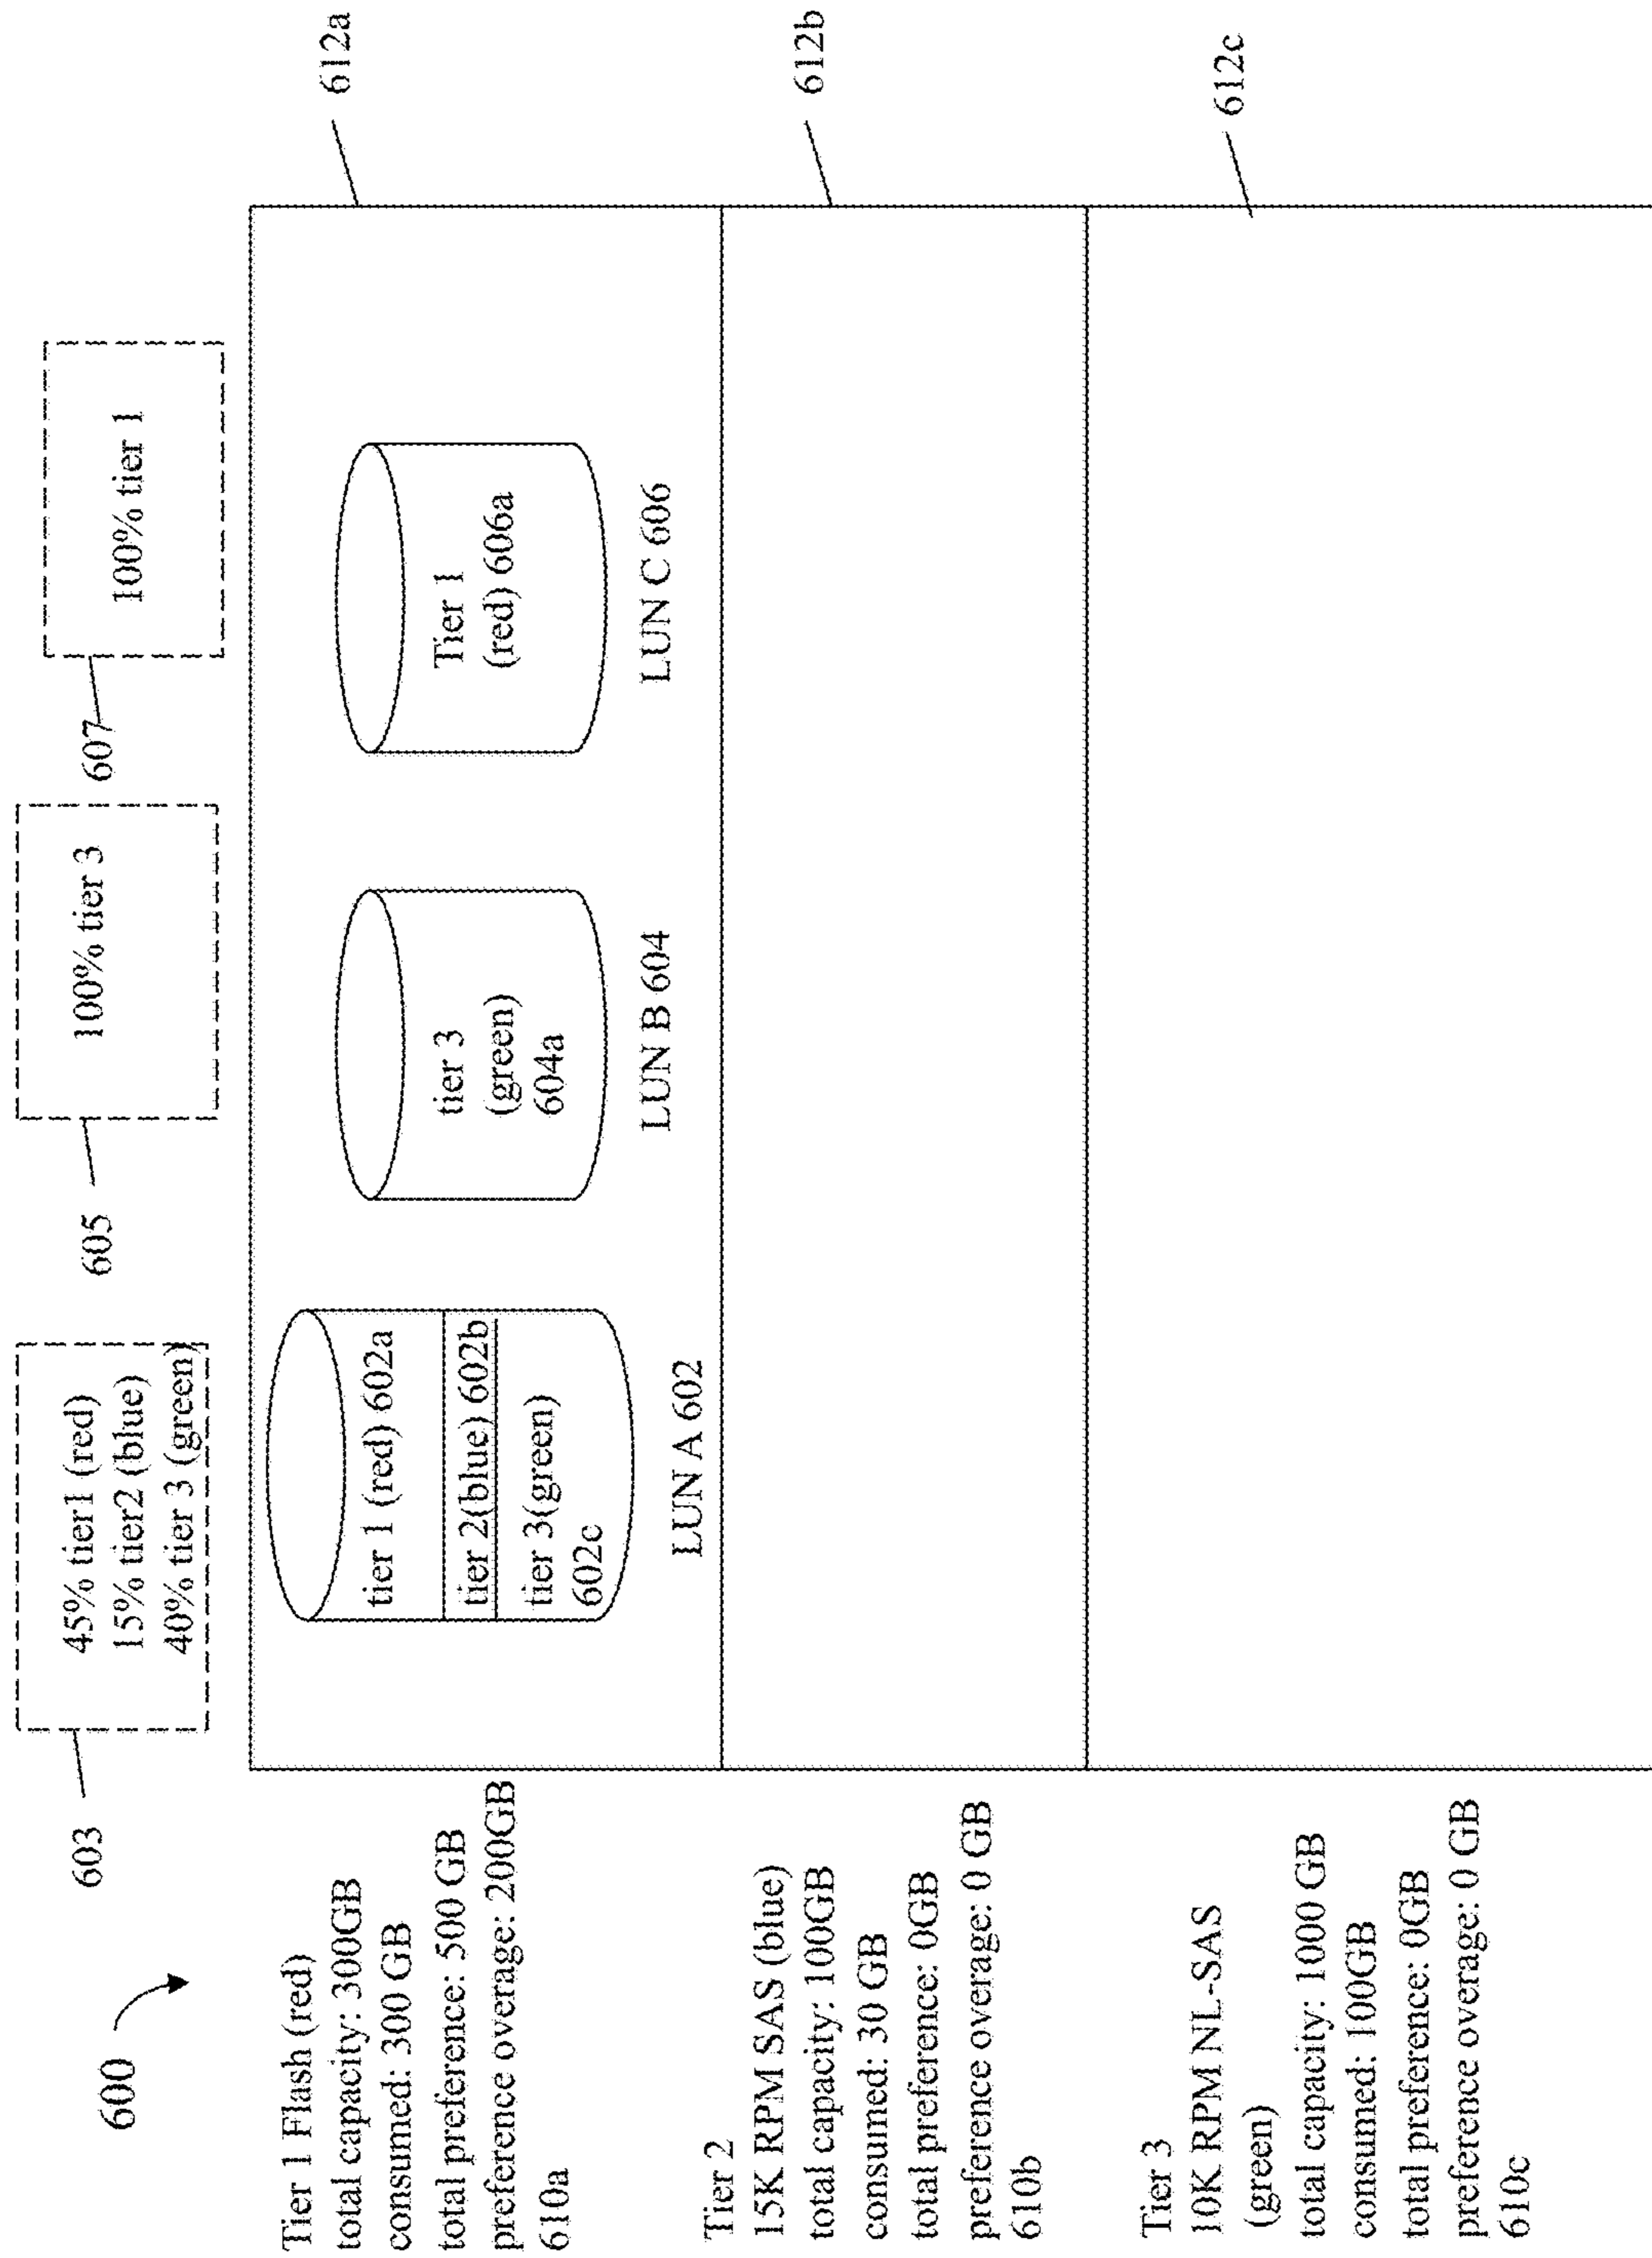 600
603
45% tier1 (red)
15% tier2 (blue)
40% tier 3 (green)
605
100% tier 3
607
100% tier 1
Tier 1 Flash (red)
total capacity: 300GB
consumed: 300 GB
total preference: 500 GB
preference overage: 200GB
610a
tier 1 (red) 602a
tier 2(blue) 602b
tier 3(green)
602c
LUN A 602
tier 3
(green)
604a
LUN B 604
Tier 1
(red) 606a
LUN C 606
612a
Tier 2
15K RPM SAS (blue)
total capacity: 100GB
consumed: 30 GB
total preference: 0GB
preference overage: 0 GB
610b
612b
Tier 3
10K RPM NL-SAS
(green)
total capacity: 1000 GB
consumed: 100GB
total preference: 0GB
preference overage: 0 GB
610c
612c